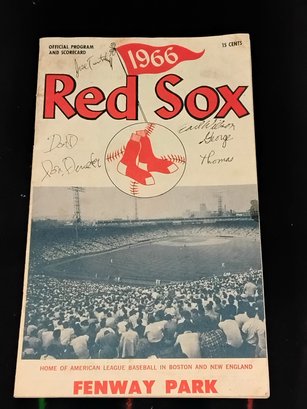 OFFICIAL PROGRAM
AND SCORECARD
15 CENTS
1966
Red Sox
George
Thomas
HOME OF AMERICAN LEAGUE BASEBALL IN BOSTON AND NEW ENGLAND
FENWAY PARK